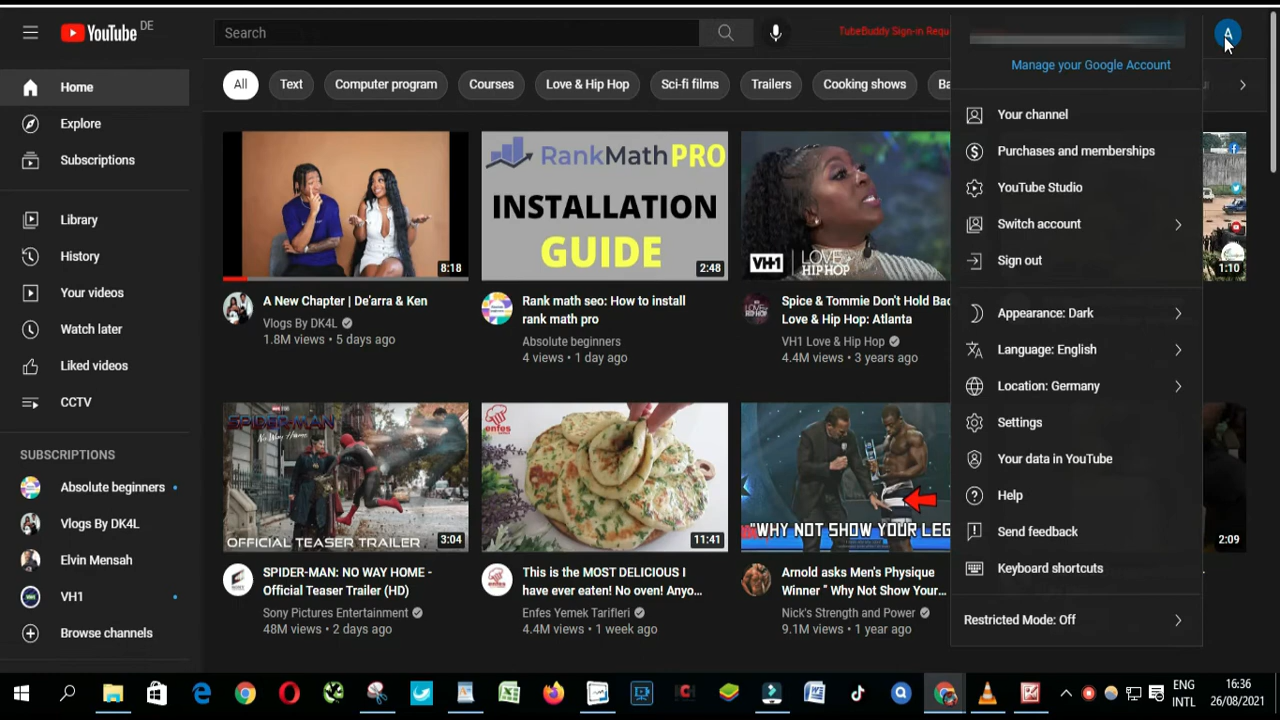 YouTube DE
Search
TubeBuddy Sign-in Requ
A
Manage your Google Account
Home
Explore
Subscriptions
Library
History
Your videos
Watch later
Liked videos
CCTV
SUBSCRIPTIONS
Absolute beginners
Vlogs By DK4L
Elvin Mensah
VH1
Browse channels
All
Text
Computer program
Courses
Love & Hip Hop
Sci-fi films
Trailers
Cooking shows
Ba
8:18
A New Chapter | De'arra & Ken
Vlogs By DK4L
1.8M views • 5 days ago
RankMath PRO
INSTALLATION
GUIDE
2:48
Rank math seo: How to install
rank math pro
Absolute beginners
4 views • 1 day ago
VH1 LOVE & HIP HOP
Spice & Tommie Don't Hold Bac
Love & Hip Hop: Atlanta
VH1 Love & Hip Hop
4.4M views • 3 years ago
1:10
SPIDER-MAN
No Way Home
OFFICIAL TEASER TRAILER
3:04
SPIDER-MAN: NO WAY HOME -
Official Teaser Trailer (HD)
Sony Pictures Entertainment
48M views • 2 days ago
enfes
11:41
This is the MOST DELICIOUS I
have ever eaten! No oven! Anyo...
Enfes Yemek Tarifleri
4.4M views • 1 week ago
"WHY NOT SHOW YOUR LEG
Arnold asks Men's Physique
Winner " Why Not Show Your...
Nick's Strength and Power
9.1M views • 1 year ago
2:09
Your channel
Purchases and memberships
YouTube Studio
Switch account
Sign out
Appearance: Dark
Language: English
Location: Germany
Settings
Your data in YouTube
Help
Send feedback
Keyboard shortcuts
Restricted Mode: Off
ENG
INTL
16:36
26/08/2021